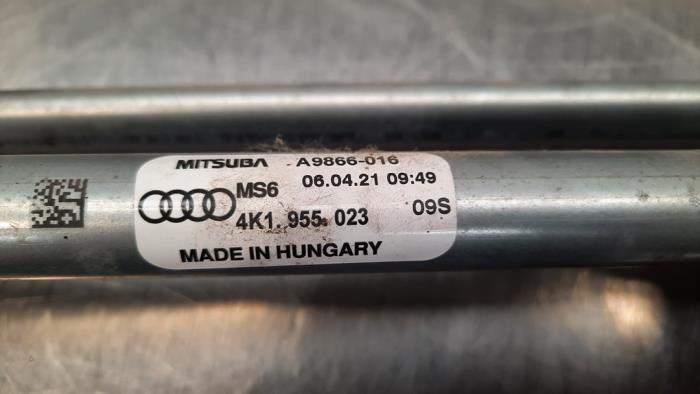 MITSUBA A9866-016
MS6 06.04.21 09:49
4K1.955.023 09S
MADE IN HUNGARY